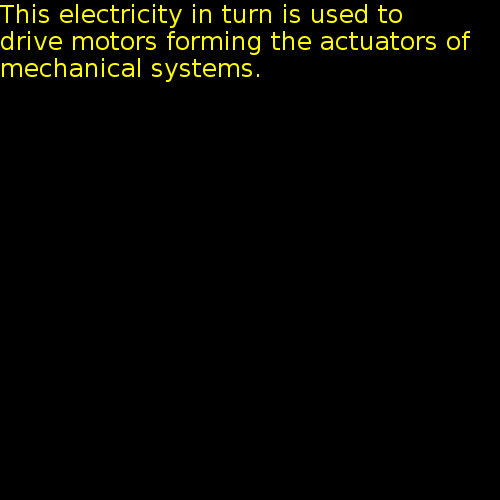 This electricity in turn is used to
drive motors forming the actuators of
mechanical systems.